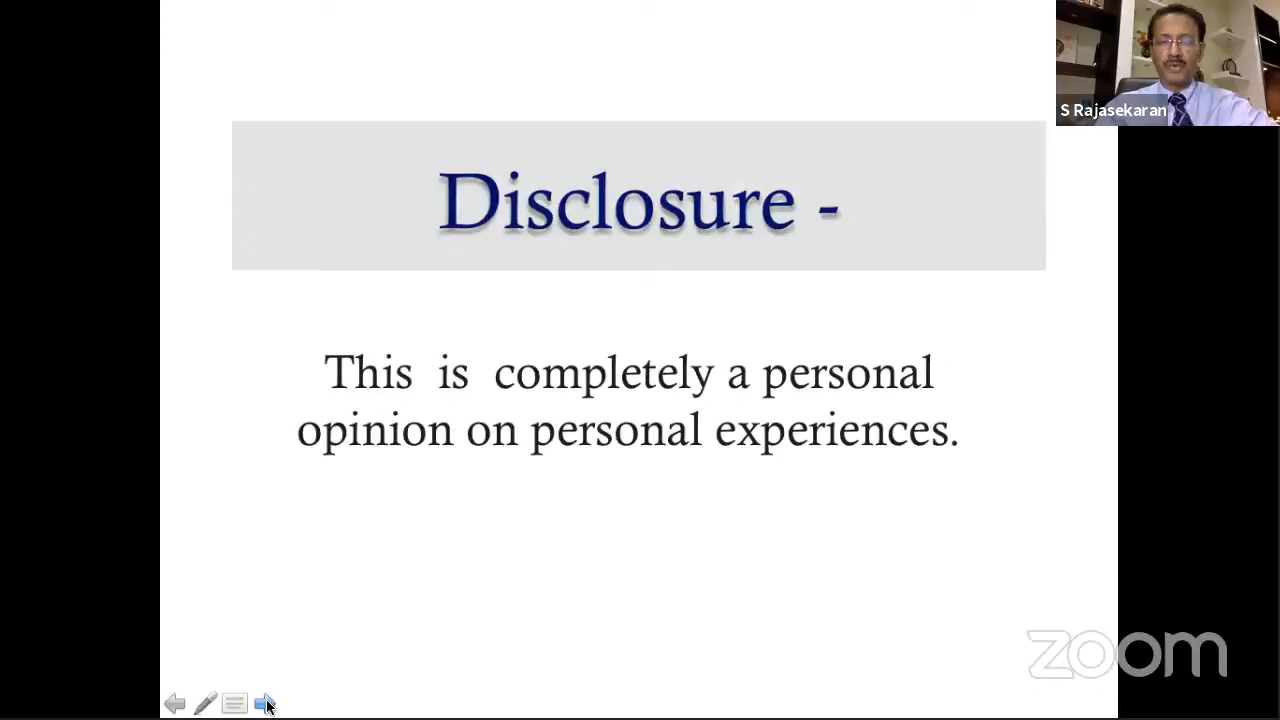 S Rajasekaran
Disclosure -
This is completely a personal
opinion on personal experiences.
zoom